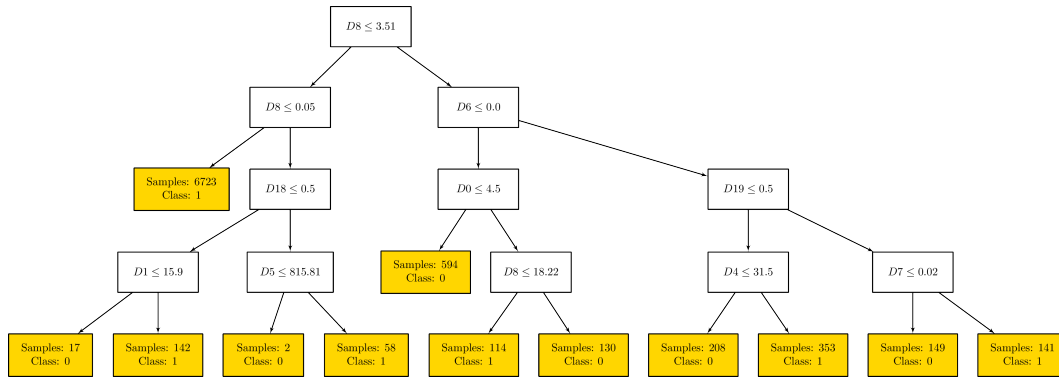 D8 ≤ 3.51
D8 ≤ 0.05
D6 ≤ 0.0
Samples: 6723
Class: 1
D18 ≤ 0.5
D0 ≤ 4.5
D19 ≤ 0.5
D1 ≤ 15.9
D5 ≤ 815.81
Samples: 594
Class: 0
D8 ≤ 18.22
D4 ≤ 31.5
D7 ≤ 0.02
Samples: 17
Class: 0
Samples: 142
Class: 1
Samples: 2
Class: 0
Samples: 58
Class: 1
Samples: 114
Class: 1
Samples: 130
Class: 0
Samples: 208
Class: 0
Samples: 353
Class: 1
Samples: 149
Class: 0
Samples: 141
Class: 1